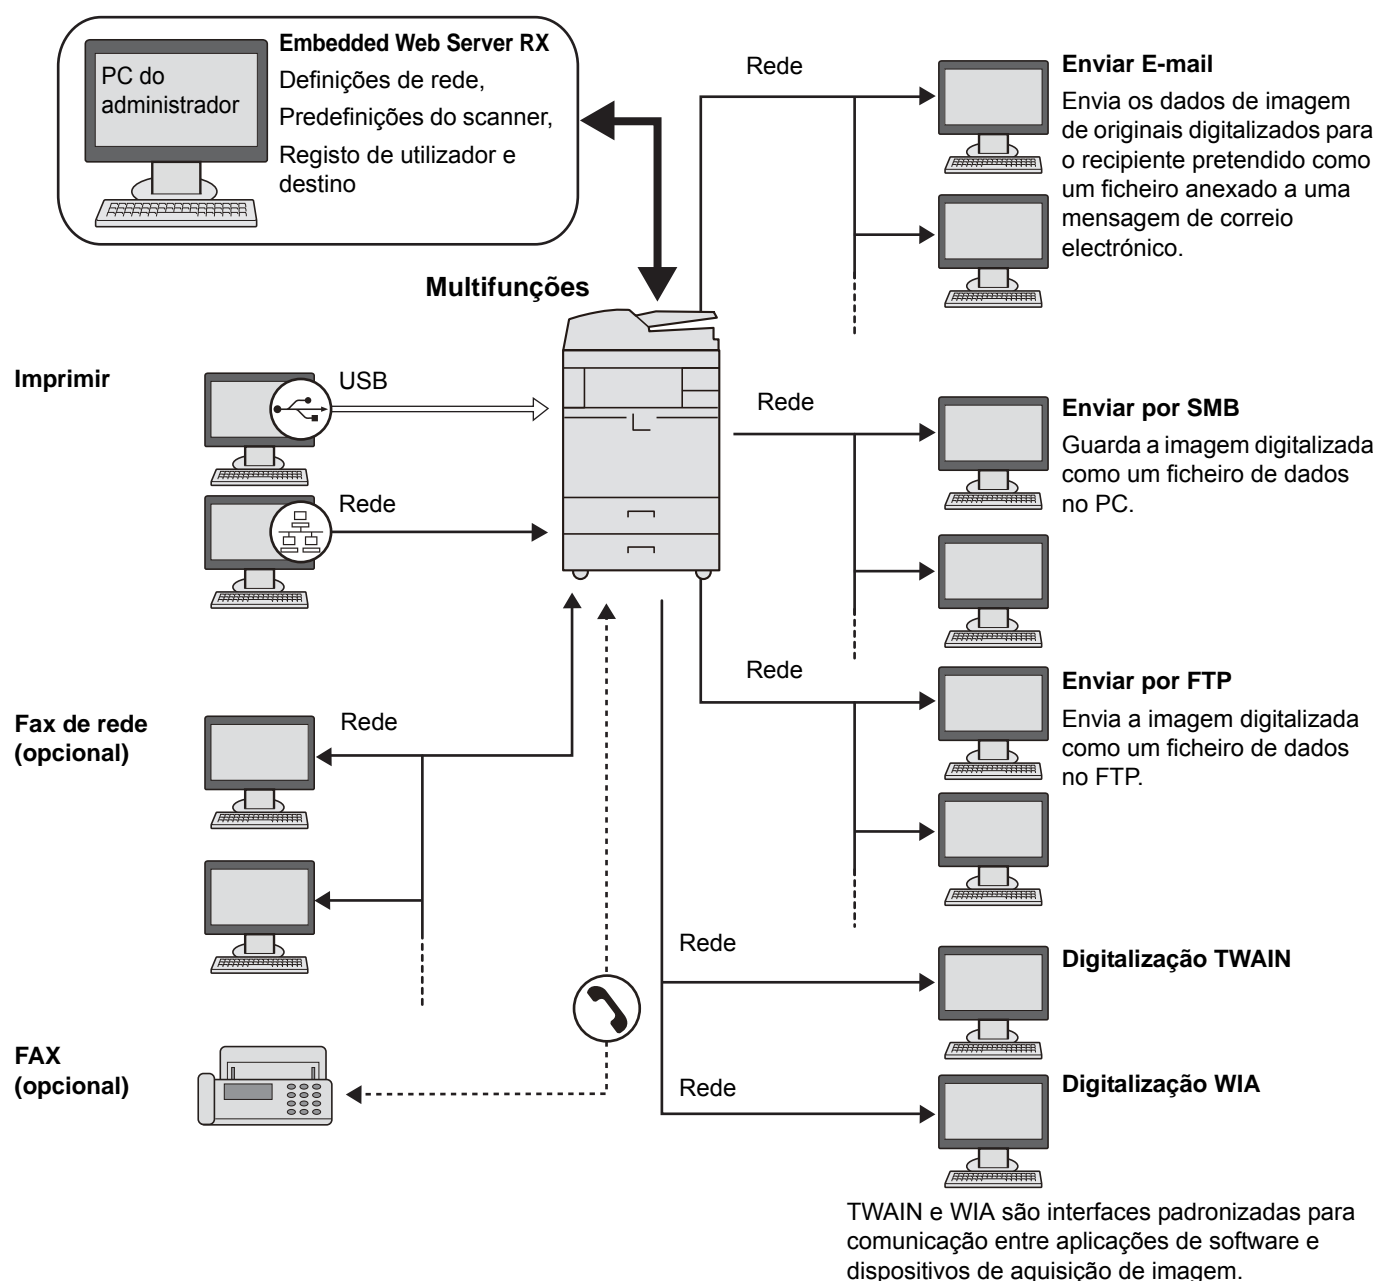 Embedded Web Server RX
PC do
administrador
Definições de rede,
Predefinições do scanner,
Registo de utilizador e
destino
Multifunções
Rede
Enviar E-mail
Envia os dados de imagem
de originais digitalizados para
o recipiente pretendido como
um ficheiro anexado a uma
mensagem de correio
electrónico.
Imprimir
USB
Rede
Rede
Enviar por SMB
Guarda a imagem digitalizada
como um ficheiro de dados
no PC.
Rede
Enviar por FTP
Envia a imagem digitalizada
como um ficheiro de dados
no FTP.
Fax de rede
(opcional)
Rede
Rede
Digitalização TWAIN
FAX
(opcional)
Rede
Digitalização WIA
TWAIN e WIA são interfaces padronizadas para
comunicação entre aplicações de software e
dispositivos de aquisição de imagem.